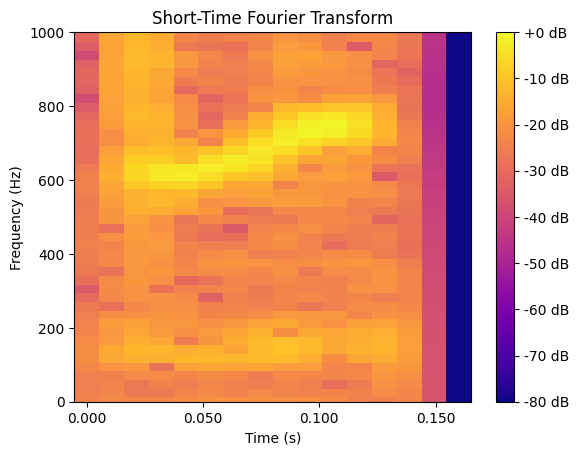 Short-Time Fourier Transform
1000
800
600
400
200
0
Frequency (Hz)
0.000
0.050
0.100
0.150
Time (s)
+0 dB
-10 dB
-20 dB
-30 dB
-40 dB
-50 dB
-60 dB
-70 dB
-80 dB